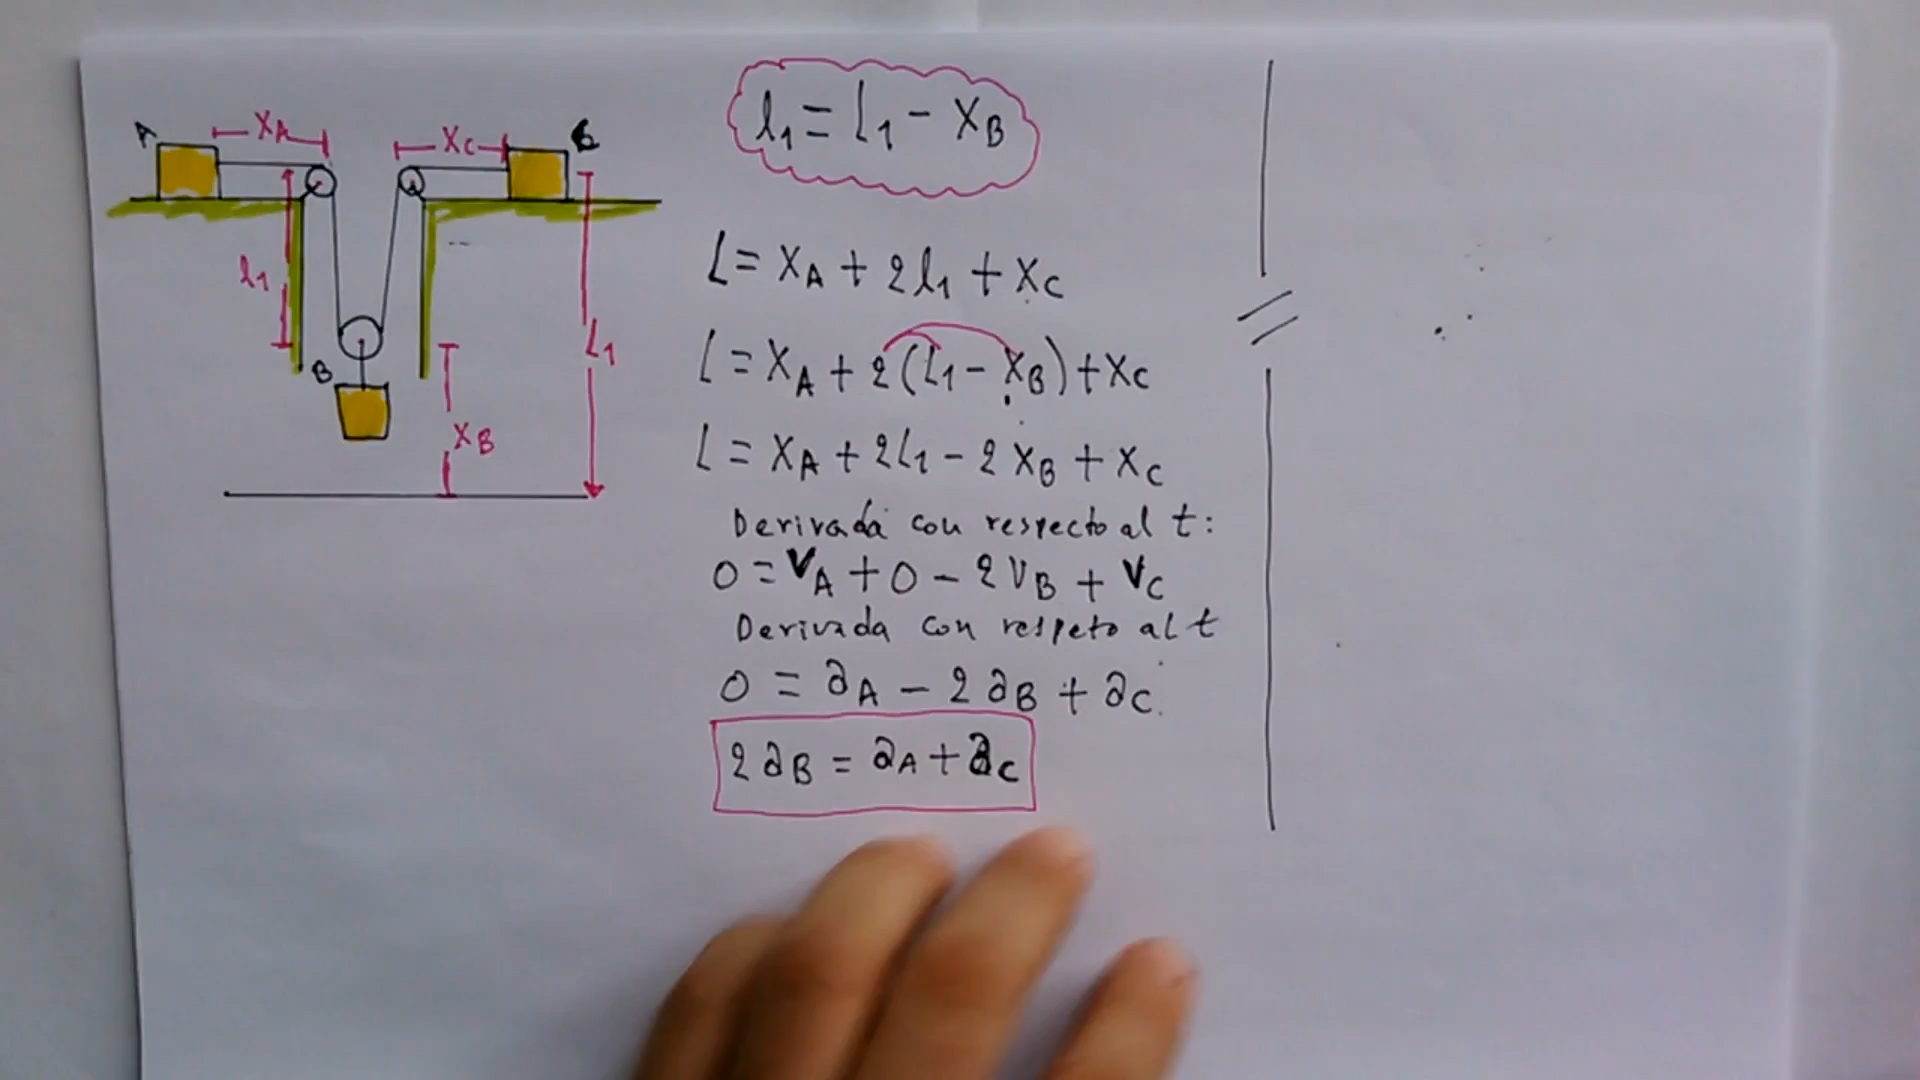 A
XA
XC
C
l1
L1
B
XB
l1 = L1 - XB
L = XA + 2l1 + XC
L = XA + 2(L1 - XB) + XC
L = XA + 2L1 - 2XB + XC
Derivada con respecto al t:
0 = VA + 0 - 2VB + VC
Derivada con respeto al t
0 = aA - 2aB + aC
2aB = aA + aC